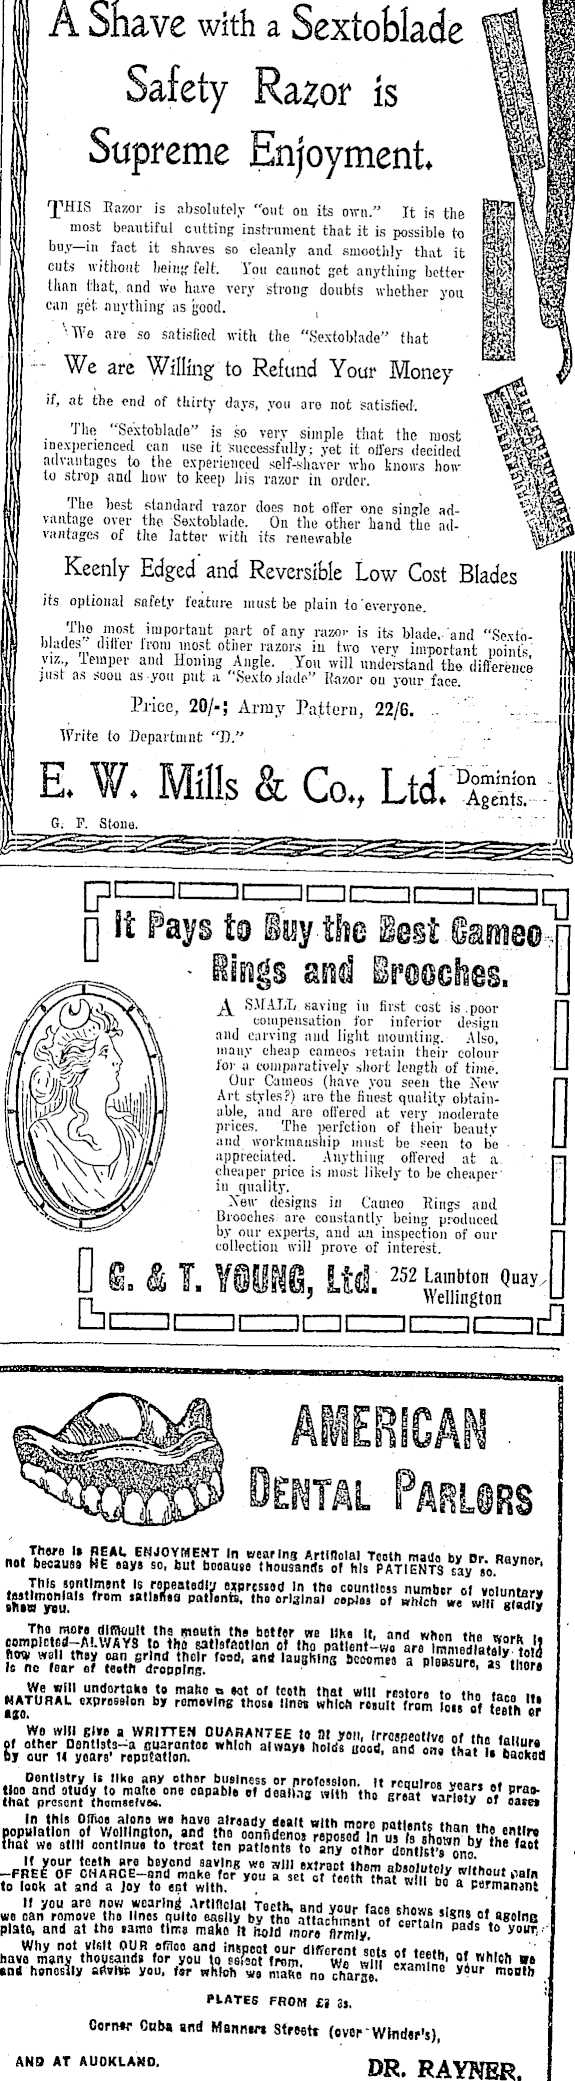 A Shave with a Sextoblade
Safety Razor is
Supreme Enjoyment.
THIS Razor is absolutely "out on its own." It is the
most beautiful cutting instrument that it is possible to
buy—in fact it shaves so cleanly and smoothly that it
cuts without being felt. You cannot get anything better
than that, and we have very strong doubts whether you
can get anything as good.
We are so satisfied with the "Sextoblade" that
We are Willing to Refund Your Money
if, at the end of thirty days, you are not satisfied.
The "Sextoblade" is so very simple that the most
inexperienced can use it successfully; yet it offers decided
advantages to the experienced self-shaver who knows how
to strop and how to keep his razor in order.
The best standard razor does not offer one single ad-
vantage over the Sextoblade. On the other hand the ad-
vantages of the latter with its renewable
Keenly Edged and Reversible Low Cost Blades
its optional safety feature must be plain to everyone.
The most important part of any razor is its blade, and "Sexto-
blades" differ from most other razors in two very important points,
viz., Temper and Honing Angle. You will understand the difference
just as soon as you put a "Sextoblade" Razor on your face.
Price, 20/-; Army Pattern, 22/6.
Write to Departmnt "D."
E. W. Mills & Co., Ltd. Dominion
Agents.
G. F. Stone.
It Pays to Buy the Best Cameo
Rings and Brooches.
A SMALL saving in first cost is poor
compensation for inferior design
and carving and light mounting. Also,
many cheap cameos retain their colour
for a comparatively short length of time.
Our Cameos (have you seen the New
Art styles?) are the finest quality obtain-
able, and are offered at very moderate
prices. The perfction of their beauty
and workmanship must be seen to be
appreciated. Anything offered at a
cheaper price is most likely to be cheaper
in quality.
New designs in Cameo Rings and
Brooches are constantly being produced
by our experts, and an inspection of our
collection will prove of interest.
G. & T. YOUNG, Ltd. 252 Lambton Quay
Wellington
AMERICAN
DENTAL PARLORS
There is REAL ENJOYMENT in wearing Artificial Teeth made by Dr. Rayner,
not because HE says so, but because thousands of his PATIENTS say so.
This sentiment is repeatedly expressed in the countless number of voluntary
testimonials from satisfied patients, the original copies of which we will gladly
show you.
The more difficult the mouth the better we like it, and when the work is
completed—ALWAYS to the satisfaction of the patient—we are immediately told
how well they can grind their food, and laughing becomes a pleasure, as there
is no fear of teeth dropping.
We will undertake to make a set of teeth that will restore to the face its
NATURAL expression by removing those lines which result from loss of teeth or
age.
We will give a WRITTEN GUARANTEE to fit you, irrespective of the failure
of other Dentists—a guarantee which always holds good, and one that is backed
by our 14 years' reputation.
Dentistry is like any other business or profession. It requires years of prac-
tice and study to make one capable of dealing with the great variety of cases
that present themselves.
In this Office alone we have already dealt with more patients than the entire
population of Wellington, and the confidence reposed in us is shown by the fact
that we still continue to treat ten patients to any other dentist's one.
If your teeth are beyond saving we will extract them absolutely without pain
—FREE OF CHARGE—and make for you a set of teeth that will be a permanent
to look at and a joy to eat with.
If you are now wearing Artificial Teeth, and your face shows signs of ageing
we can remove the lines quite easily by the attachment of certain pads to your
plate, and at the same time make it hold more firmly.
Why not visit OUR office and inspect our different sets of teeth, of which we
have many thousands for you to select from. We will examine your mouth
and honestly advise you, for which we make no charge.
PLATES FROM £2 2s.
Corner Cuba and Manners Streets (over Winder's),
AND AT AUCKLAND. DR. RAYNER.